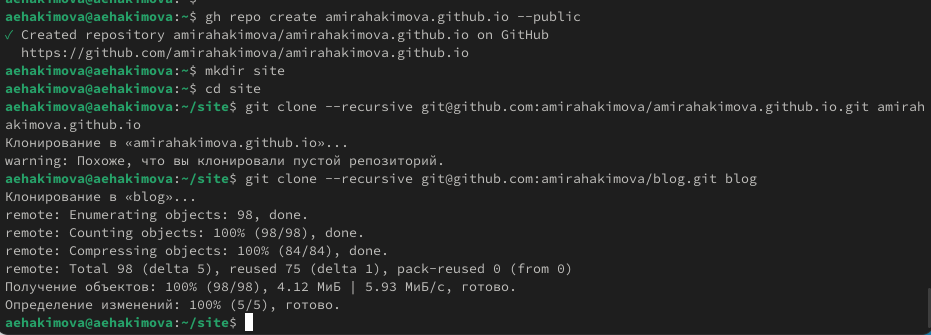 aehakimova@aehakimova:~$ gh repo create amirahakimova.github.io --public
✓ Created repository amirahakimova/amirahakimova.github.io on GitHub
  https://github.com/amirahakimova/amirahakimova.github.io
aehakimova@aehakimova:~$ mkdir site
aehakimova@aehakimova:~$ cd site
aehakimova@aehakimova:~/site$ git clone --recursive git@github.com:amirahakimova/amirahakimova.github.io.git amirah
akimova.github.io
Клонирование в «amirahakimova.github.io»...
warning: Похоже, что вы клонировали пустой репозиторий.
aehakimova@aehakimova:~/site$ git clone --recursive git@github.com:amirahakimova/blog.git blog
Клонирование в «blog»...
remote: Enumerating objects: 98, done.
remote: Counting objects: 100% (98/98), done.
remote: Compressing objects: 100% (84/84), done.
remote: Total 98 (delta 5), reused 75 (delta 1), pack-reused 0 (from 0)
Получение объектов: 100% (98/98), 4.12 МиБ | 5.93 МиБ/с, готово.
Определение изменений: 100% (5/5), готово.
aehakimova@aehakimova:~/site$